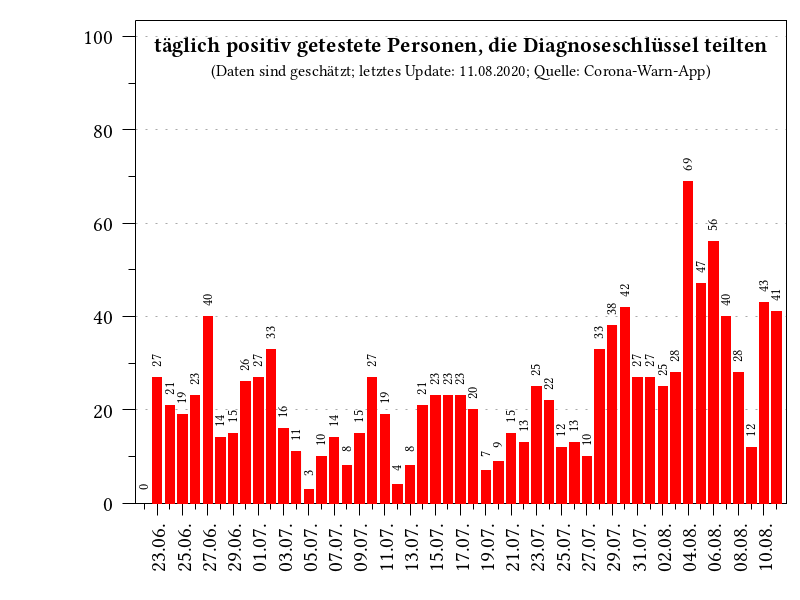 täglich positiv getestete Personen, die Diagnoseschlüssel teilten
(Daten sind geschätzt; letztes Update: 11.08.2020; Quelle: Corona-Warn-App)
100
80
60
40
20
0
0 27 21 19 23 40 14 15 26 27 33 16 11 3 10 14 8 15 27 19 4 8 21 23 23 23 20 7 9 15 13 25 22 12 13 10 33 38 42 27 27 25 28 69 47 56 40 28 12 43 41
23.06. 25.06. 27.06. 29.06. 01.07. 03.07. 05.07. 07.07. 09.07. 11.07. 13.07. 15.07. 17.07. 19.07. 21.07. 23.07. 25.07. 27.07. 29.07. 31.07. 02.08. 04.08. 06.08. 08.08. 10.08.